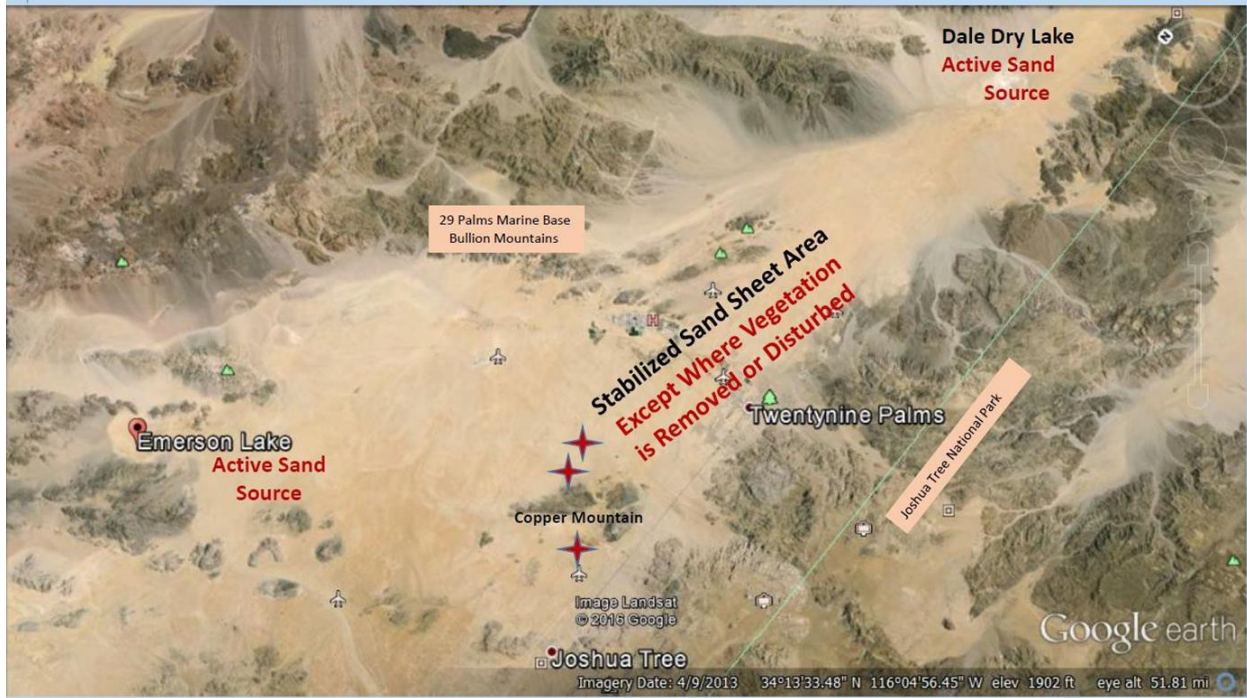 Dale Dry Lake
Active Sand
Source
N
29 Palms Marine Base
Bullion Mountains
Stabilized Sand Sheet Area
Except Where Vegetation
is Removed or Disturbed
H
Twentynine Palms
Emerson Lake
Active Sand
Source
Joshua Tree National Park
Copper Mountain
Image Landsat
© 2016 Google
Google earth
Joshua Tree
Imagery Date: 4/9/2013 34°13'33.48" N 116°04'56.45" W elev 1902 ft eye alt 51.81 mi